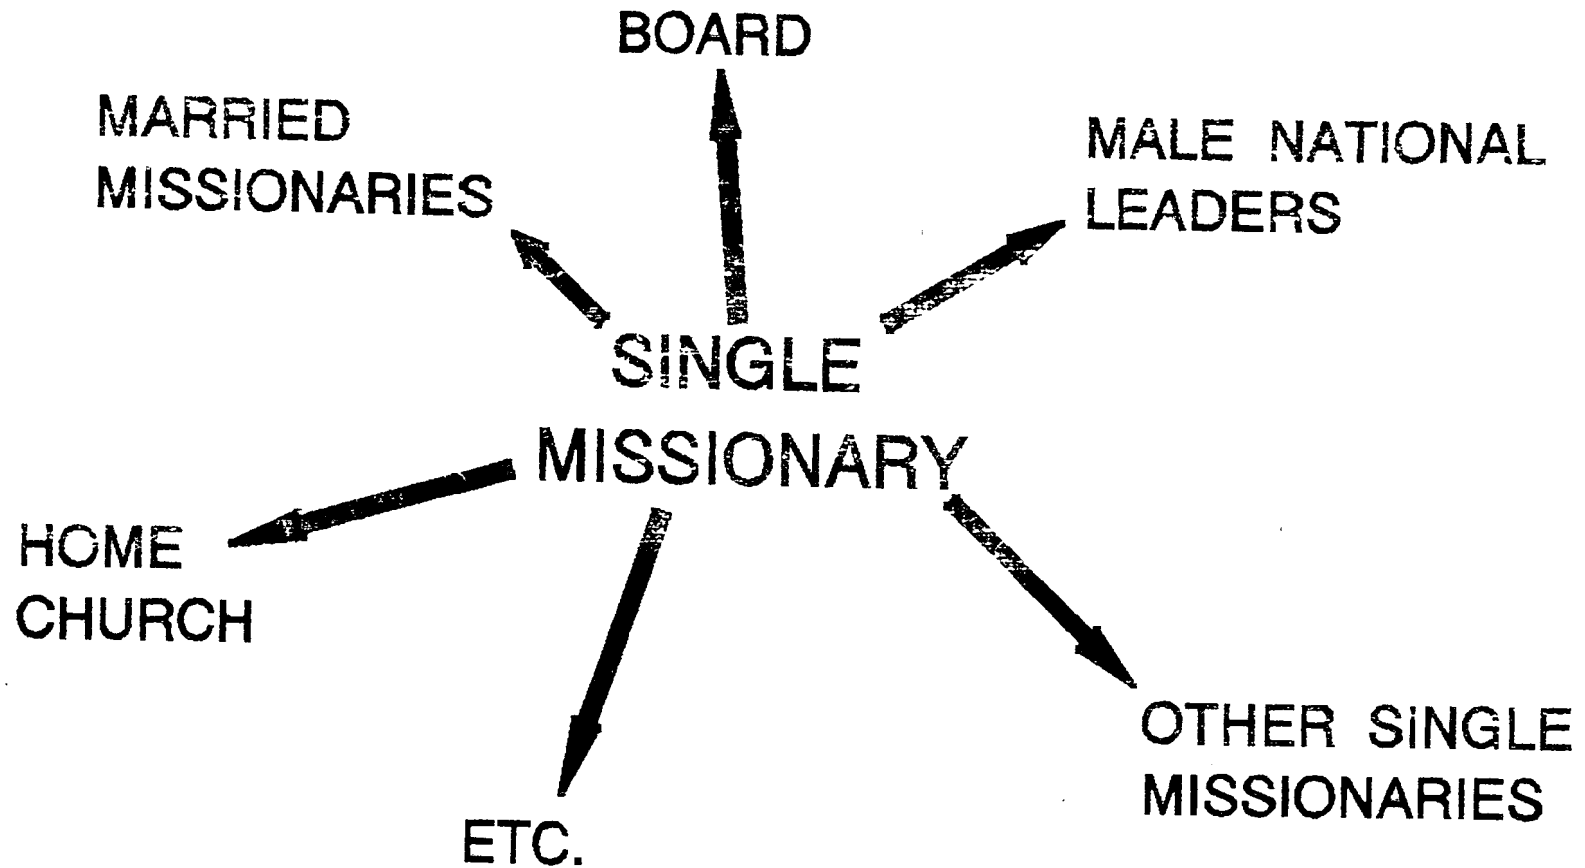 BOARD
MARRIED
MISSIONARIES
MALE NATIONAL
LEADERS
SINGLE
MISSIONARY
HOME
CHURCH
OTHER SINGLE
MISSIONARIES
ETC.